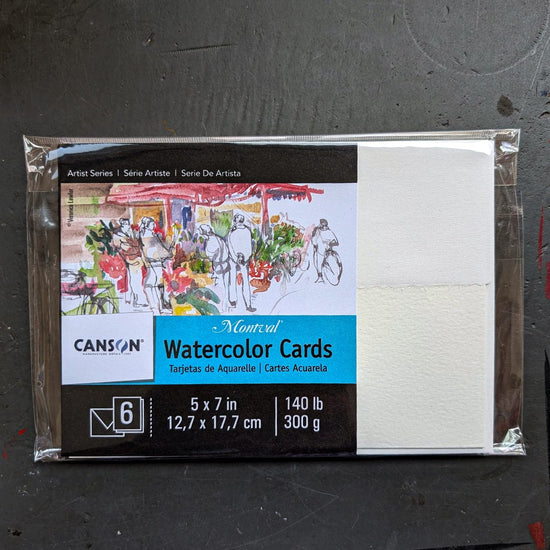 Artist Series | Série Artiste | Serie De Artista
Montval
CANSON®
Watercolor Cards
Tarjetas de Aquarelle | Cartes Acuarela
6
5 x 7 in
12,7 x 17,7 cm
140 lb
300 g